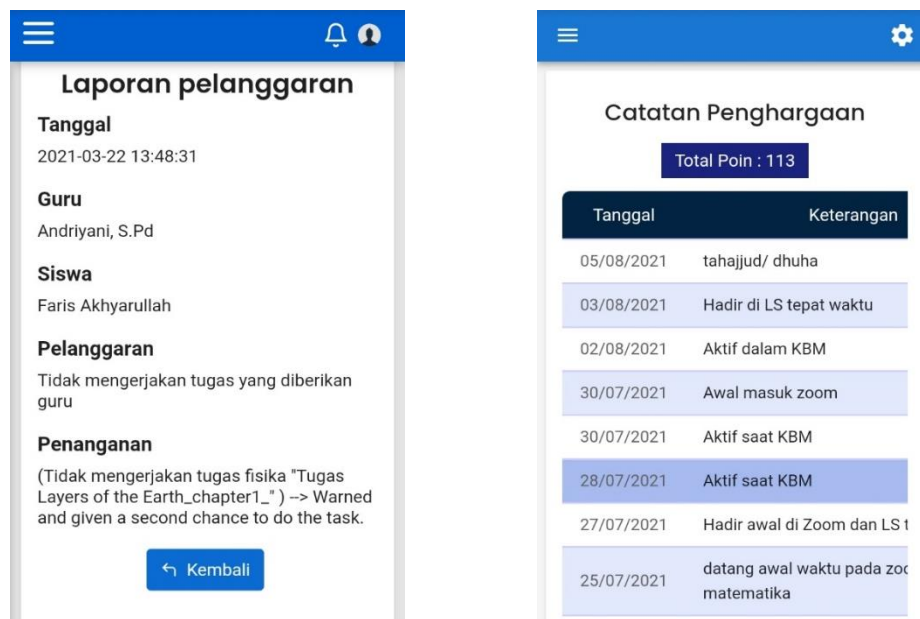 Laporan pelanggaran
Tanggal
2021-03-22 13:48:31
Guru
Andriyani, S.Pd
Siswa
Faris Akhyarullah
Pelanggaran
Tidak mengerjakan tugas yang diberikan
guru
Penanganan
(Tidak mengerjakan tugas fisika "Tugas
Layers of the Earth_chapter1_" ) --> Warned
and given a second chance to do the task.
Kembali
Catatan Penghargaan
Total Poin : 113
Tanggal Keterangan
05/08/2021 tahajjud/ dhuha
03/08/2021 Hadir di LS tepat waktu
02/08/2021 Aktif dalam KBM
30/07/2021 Awal masuk zoom
30/07/2021 Aktif saat KBM
28/07/2021 Aktif saat KBM
27/07/2021 Hadir awal di Zoom dan LS
25/07/2021 datang awal waktu pada
matematika